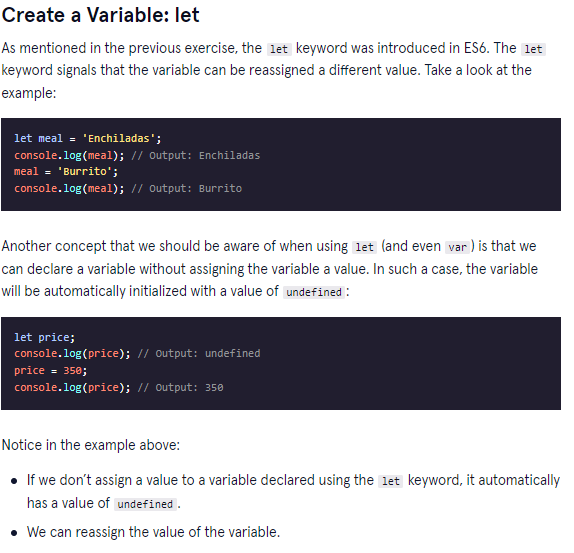 Create a Variable: let
As mentioned in the previous exercise, the let keyword was introduced in ES6. The let
keyword signals that the variable can be reassigned a different value. Take a look at the
example:
let meal = 'Enchiladas';
console.log(meal); // Output: Enchiladas
meal = 'Burrito';
console.log(meal); // Output: Burrito
Another concept that we should be aware of when using let (and even var) is that we
can declare a variable without assigning the variable a value. In such a case, the variable
will be automatically initialized with a value of undefined:
let price;
console.log(price); // Output: undefined
price = 350;
console.log(price); // Output: 350
Notice in the example above:
• If we don’t assign a value to a variable declared using the let keyword, it automatically
has a value of undefined.
• We can reassign the value of the variable.